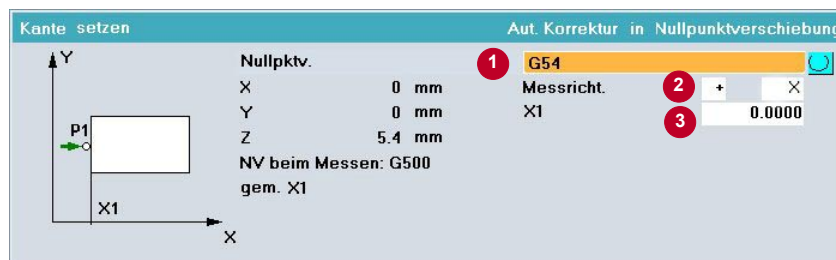 Kante setzen
Aut. Korrektur in Nullpunktverschiebung
Y
P1
X1
X
Nullpktv.
X 0 mm
Y 0 mm
Z 5.4 mm
NV beim Messen: G500
gem. X1
1 G54
Messricht. 2 + X
X1 3 0.0000